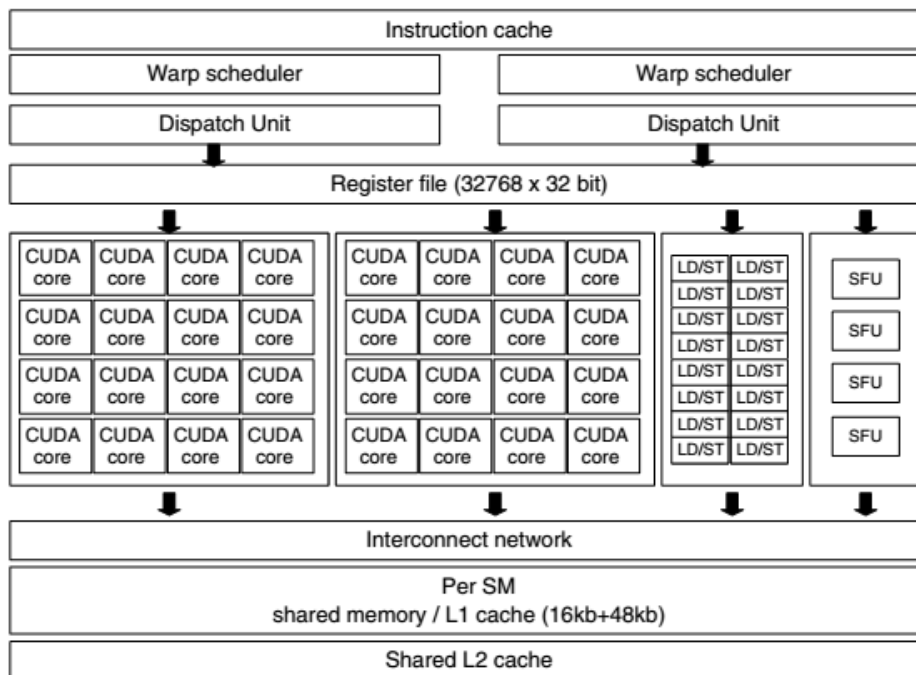 Instruction cache
Warp scheduler Warp scheduler
Dispatch Unit Dispatch Unit
Register file (32768 x 32 bit)
CUDA CUDA CUDA CUDA CUDA CUDA CUDA CUDA
core core core core core core core core
CUDA CUDA CUDA CUDA CUDA CUDA CUDA CUDA
core core core core core core core core
CUDA CUDA CUDA CUDA CUDA CUDA CUDA CUDA
core core core core core core core core
CUDA CUDA CUDA CUDA CUDA CUDA CUDA CUDA
core core core core core core core core
LD/ST LD/ST
LD/ST LD/ST
LD/ST LD/ST
LD/ST LD/ST
LD/ST LD/ST
LD/ST LD/ST
LD/ST LD/ST
LD/ST LD/ST
SFU
SFU
SFU
SFU
Interconnect network
Per SM
shared memory / L1 cache (16kb+48kb)
Shared L2 cache